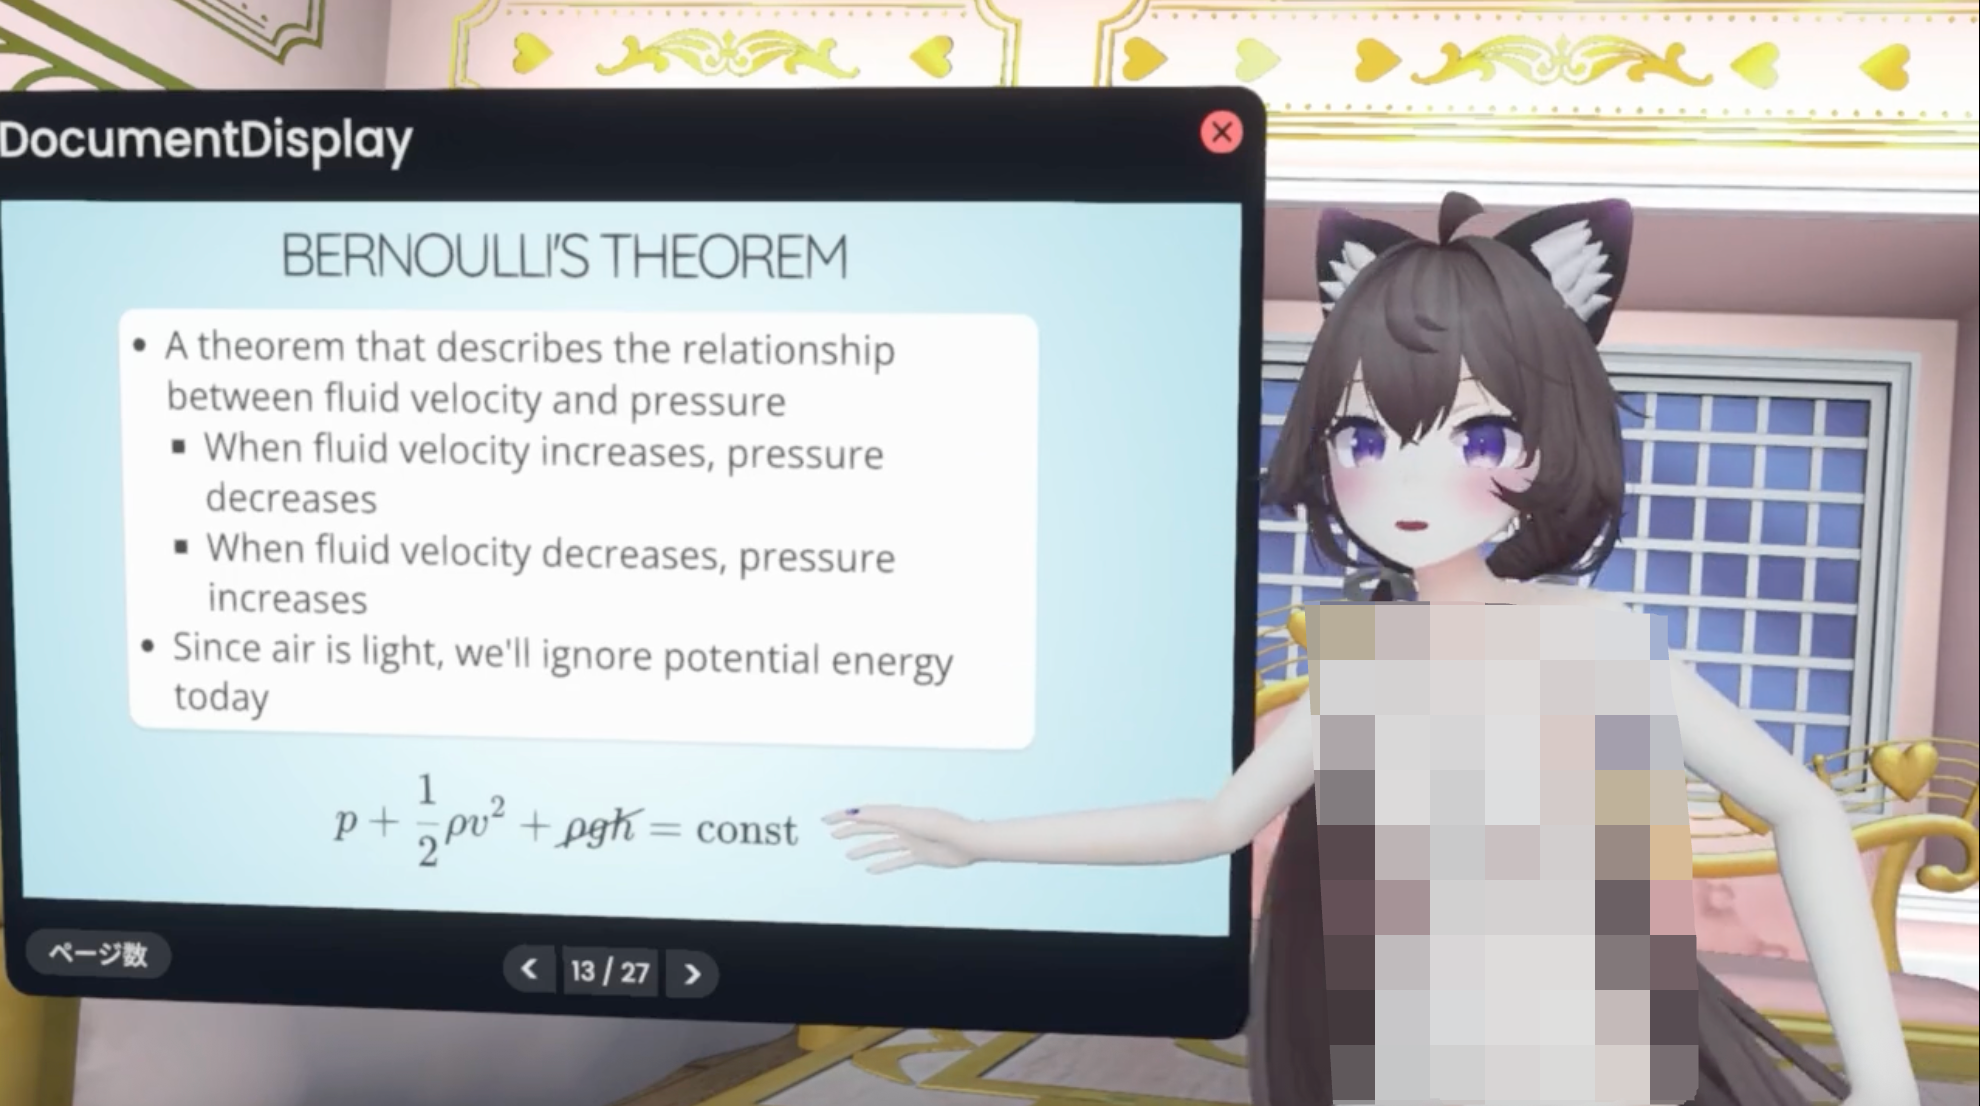 DocumentDisplay
BERNOULLI'S THEOREM
• A theorem that describes the relationship
between fluid velocity and pressure
▪ When fluid velocity increases, pressure
decreases
▪ When fluid velocity decreases, pressure
increases
• Since air is light, we'll ignore potential energy
today
p + 1/2 ρv² + ρgh = const
ページ数
< 13 / 27 >